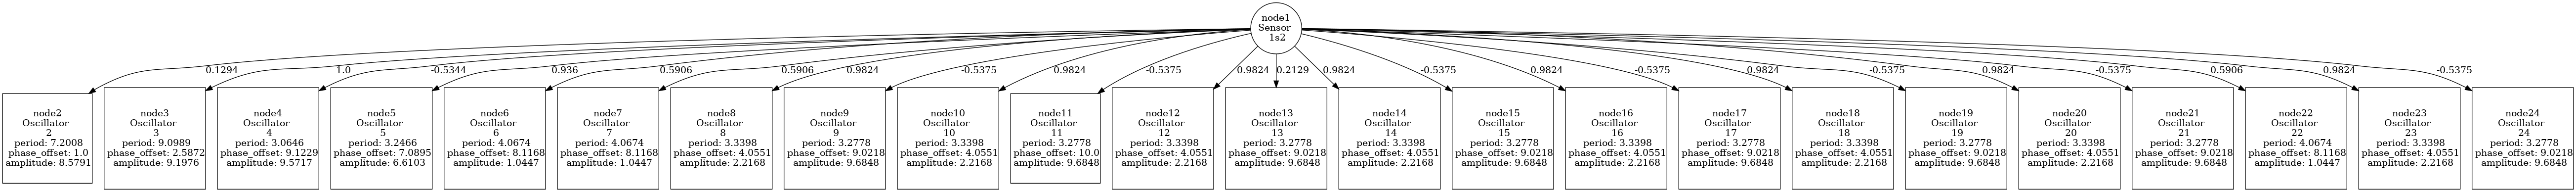 node1
Sensor
1s2
0.1294
1.0
-0.5344
0.936
0.5906
0.5906
0.9824
-0.5375
0.9824
-0.5375
0.9824
0.2129
0.9824
-0.5375
0.9824
-0.5375
0.9824
-0.5375
0.9824
-0.5375
0.5906
0.9824
-0.5375
node2
Oscillator
2
period: 7.2008
phase_offset: 1.0
amplitude: 8.5791
node3
Oscillator
3
period: 9.0989
phase_offset: 2.5872
amplitude: 9.1976
node4
Oscillator
4
period: 3.0646
phase_offset: 9.1229
amplitude: 9.5717
node5
Oscillator
5
period: 3.2466
phase_offset: 7.0895
amplitude: 6.6103
node6
Oscillator
6
period: 4.0674
phase_offset: 8.1168
amplitude: 1.0447
node7
Oscillator
7
period: 4.0674
phase_offset: 8.1168
amplitude: 1.0447
node8
Oscillator
8
period: 3.3398
phase_offset: 4.0551
amplitude: 2.2168
node9
Oscillator
9
period: 3.2778
phase_offset: 9.0218
amplitude: 9.6848
node10
Oscillator
10
period: 3.3398
phase_offset: 4.0551
amplitude: 2.2168
node11
Oscillator
11
period: 3.2778
phase_offset: 10.0
amplitude: 9.6848
node12
Oscillator
12
period: 3.3398
phase_offset: 4.0551
amplitude: 2.2168
node13
Oscillator
13
period: 3.2778
phase_offset: 9.0218
amplitude: 9.6848
node14
Oscillator
14
period: 3.3398
phase_offset: 4.0551
amplitude: 2.2168
node15
Oscillator
15
period: 3.2778
phase_offset: 9.0218
amplitude: 9.6848
node16
Oscillator
16
period: 3.3398
phase_offset: 4.0551
amplitude: 2.2168
node17
Oscillator
17
period: 3.2778
phase_offset: 9.0218
amplitude: 9.6848
node18
Oscillator
18
period: 3.3398
phase_offset: 4.0551
amplitude: 2.2168
node19
Oscillator
19
period: 3.2778
phase_offset: 9.0218
amplitude: 9.6848
node20
Oscillator
20
period: 3.3398
phase_offset: 4.0551
amplitude: 2.2168
node21
Oscillator
21
period: 3.2778
phase_offset: 9.0218
amplitude: 9.6848
node22
Oscillator
22
period: 4.0674
phase_offset: 8.1168
amplitude: 1.0447
node23
Oscillator
23
period: 3.3398
phase_offset: 4.0551
amplitude: 2.2168
node24
Oscillator
24
period: 3.2778
phase_offset: 9.0218
amplitude: 9.6848